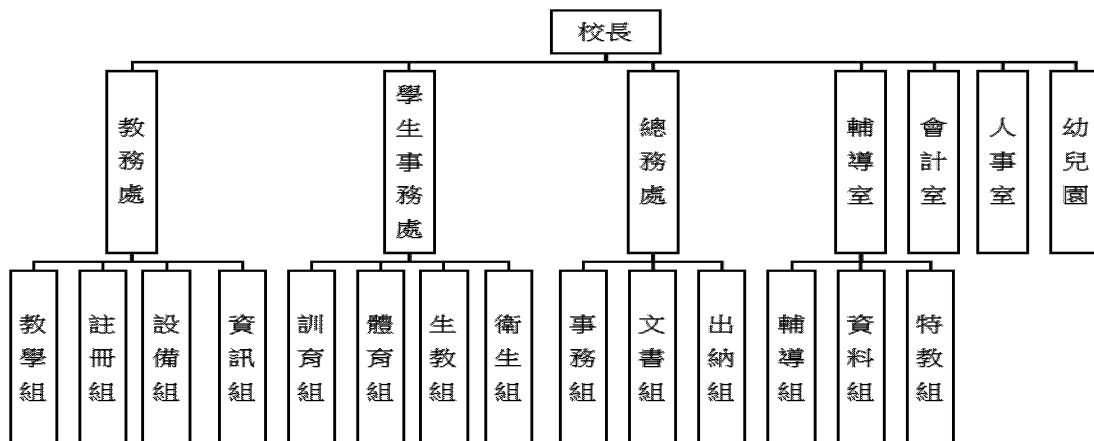 校長
教務處
學生事務處
總務處
輔導室
會計室
人事室
幼兒園
教學組
註冊組
設備組
資訊組
訓育組
體育組
生教組
衛生組
事務組
文書組
出納組
輔導組
資料組
特教組